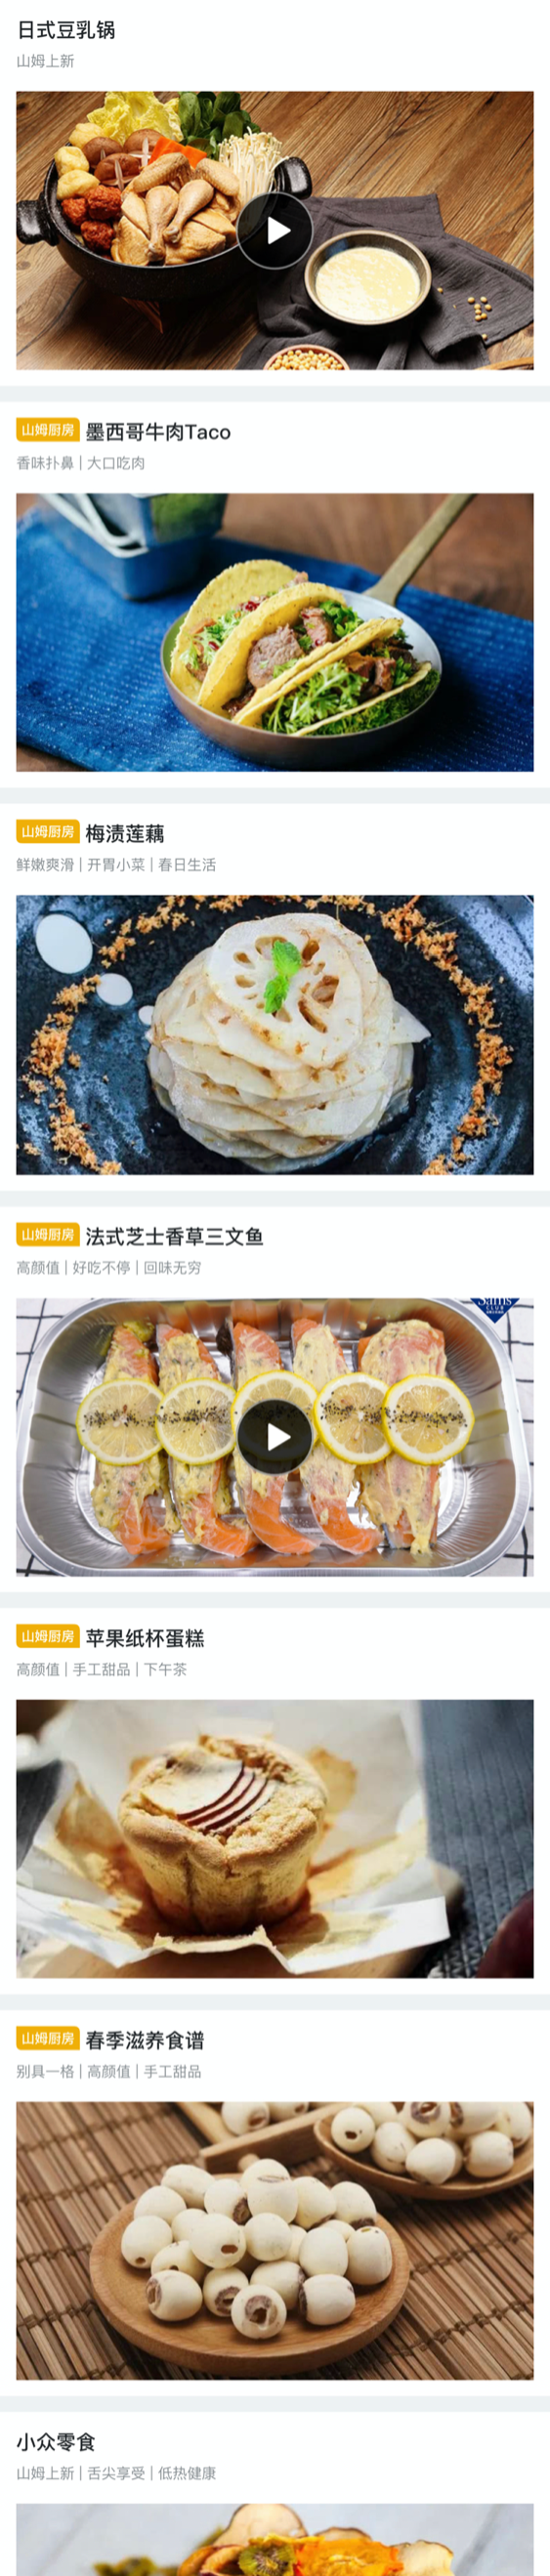 日式豆乳锅
山姆上新
山姆厨房 墨西哥牛肉Taco
香味扑鼻 | 大口吃肉
山姆厨房 梅渍莲藕
鲜嫩爽滑 | 开胃小菜 | 春日生活
山姆厨房 法式芝士香草三文鱼
高颜值 | 好吃不停 | 回味无穷
Sam's
CLUB
山姆厨房 苹果纸杯蛋糕
高颜值 | 手工甜品 | 下午茶
山姆厨房 春季滋养食谱
别具一格 | 高颜值 | 手工甜品
小众零食
山姆上新 | 舌尖享受 | 低热健康